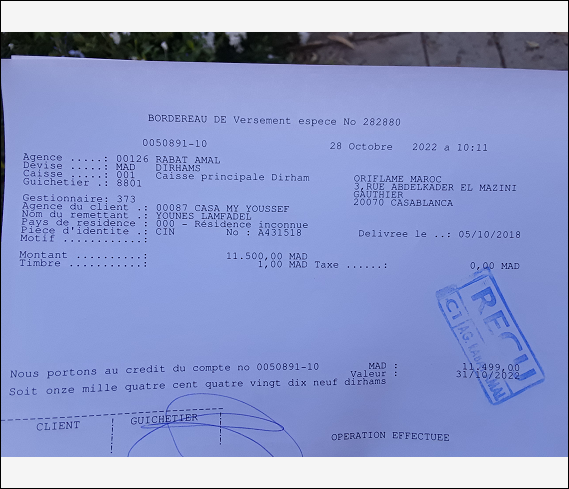 BORDEREAU DE Versement espece No 282880
0050891-10 28 Octobre 2022 a 10:11
Agence .....: 00126 RABAT AMAL
Devise .....: MAD DIRHAMS
Caisse .....: 001 Caisse principale Dirham ORIFLAME MAROC
Guichetier .: 8801 3,RUE ABDELKADER EL MAZINI
GAUTHIER
Gestionnaire: 373 20070 CASABLANCA
Agence du client .: 00087 CASA MY YOUSSEF
Nom du remettant .: YOUNES LAMFADEL
Pays de residence : 000 - Résidence inconnue
Pièce d'identite .: CIN No : A431518 Delivree le ..: 05/10/2018
Motif ............:
Montant ..........: 11.500,00 MAD
Timbre ...........: 1,00 MAD Taxe ......: 0,00 MAD
RECU
C1
Nous portons au credit du compte no 0050891-10 MAD : 11.499,00
Valeur : 31/10/2022
Soit onze mille quatre cent quatre vingt dix neuf dirhams
CLIENT GUICHETIER
OPERATION EFFECTUEE